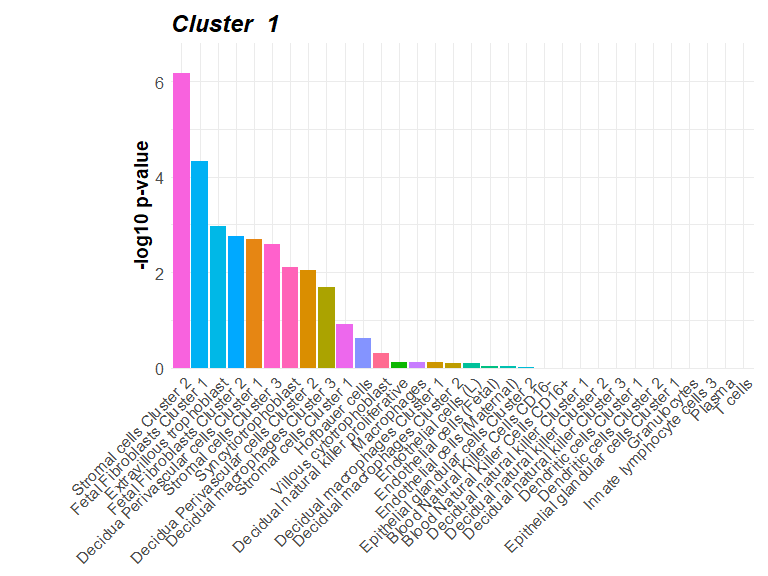 Cluster 1
-log10 p-value
6
4
2
0
Stromal cells Cluster 2
Fetal Fibroblasts Cluster 1
Extravillous trophoblast
Fetal Fibroblasts Cluster 2
Decidua Perivascular cells Cluster 1
Stromal cells Cluster 3
Syncytiotrophoblast
Decidua Perivascular cells Cluster 2
Decidual macrophages Cluster 3
Stromal cells Cluster 1
Hofbauer cells
Villous cytotrophoblast
Decidual natural killer proliferative
Macrophages
Decidual macrophages Cluster 1
Decidual macrophages Cluster 2
Endothelial cells (L)
Endothelial cells (Fetal)
Endothelial cells (Maternal)
Epithelial glandular cells Cluster 2
Blood Natural Killer Cells CD16-
Blood Natural Killer Cells CD16+
Decidual natural killer Cluster 1
Decidual natural killer Cluster 2
Decidual natural killer Cluster 3
Dendritic cells Cluster 1
Dendritic cells Cluster 2
Epithelial glandular cells Cluster 1
Granulocytes
Innate lymphocyte cells 3
Plasma
T cells